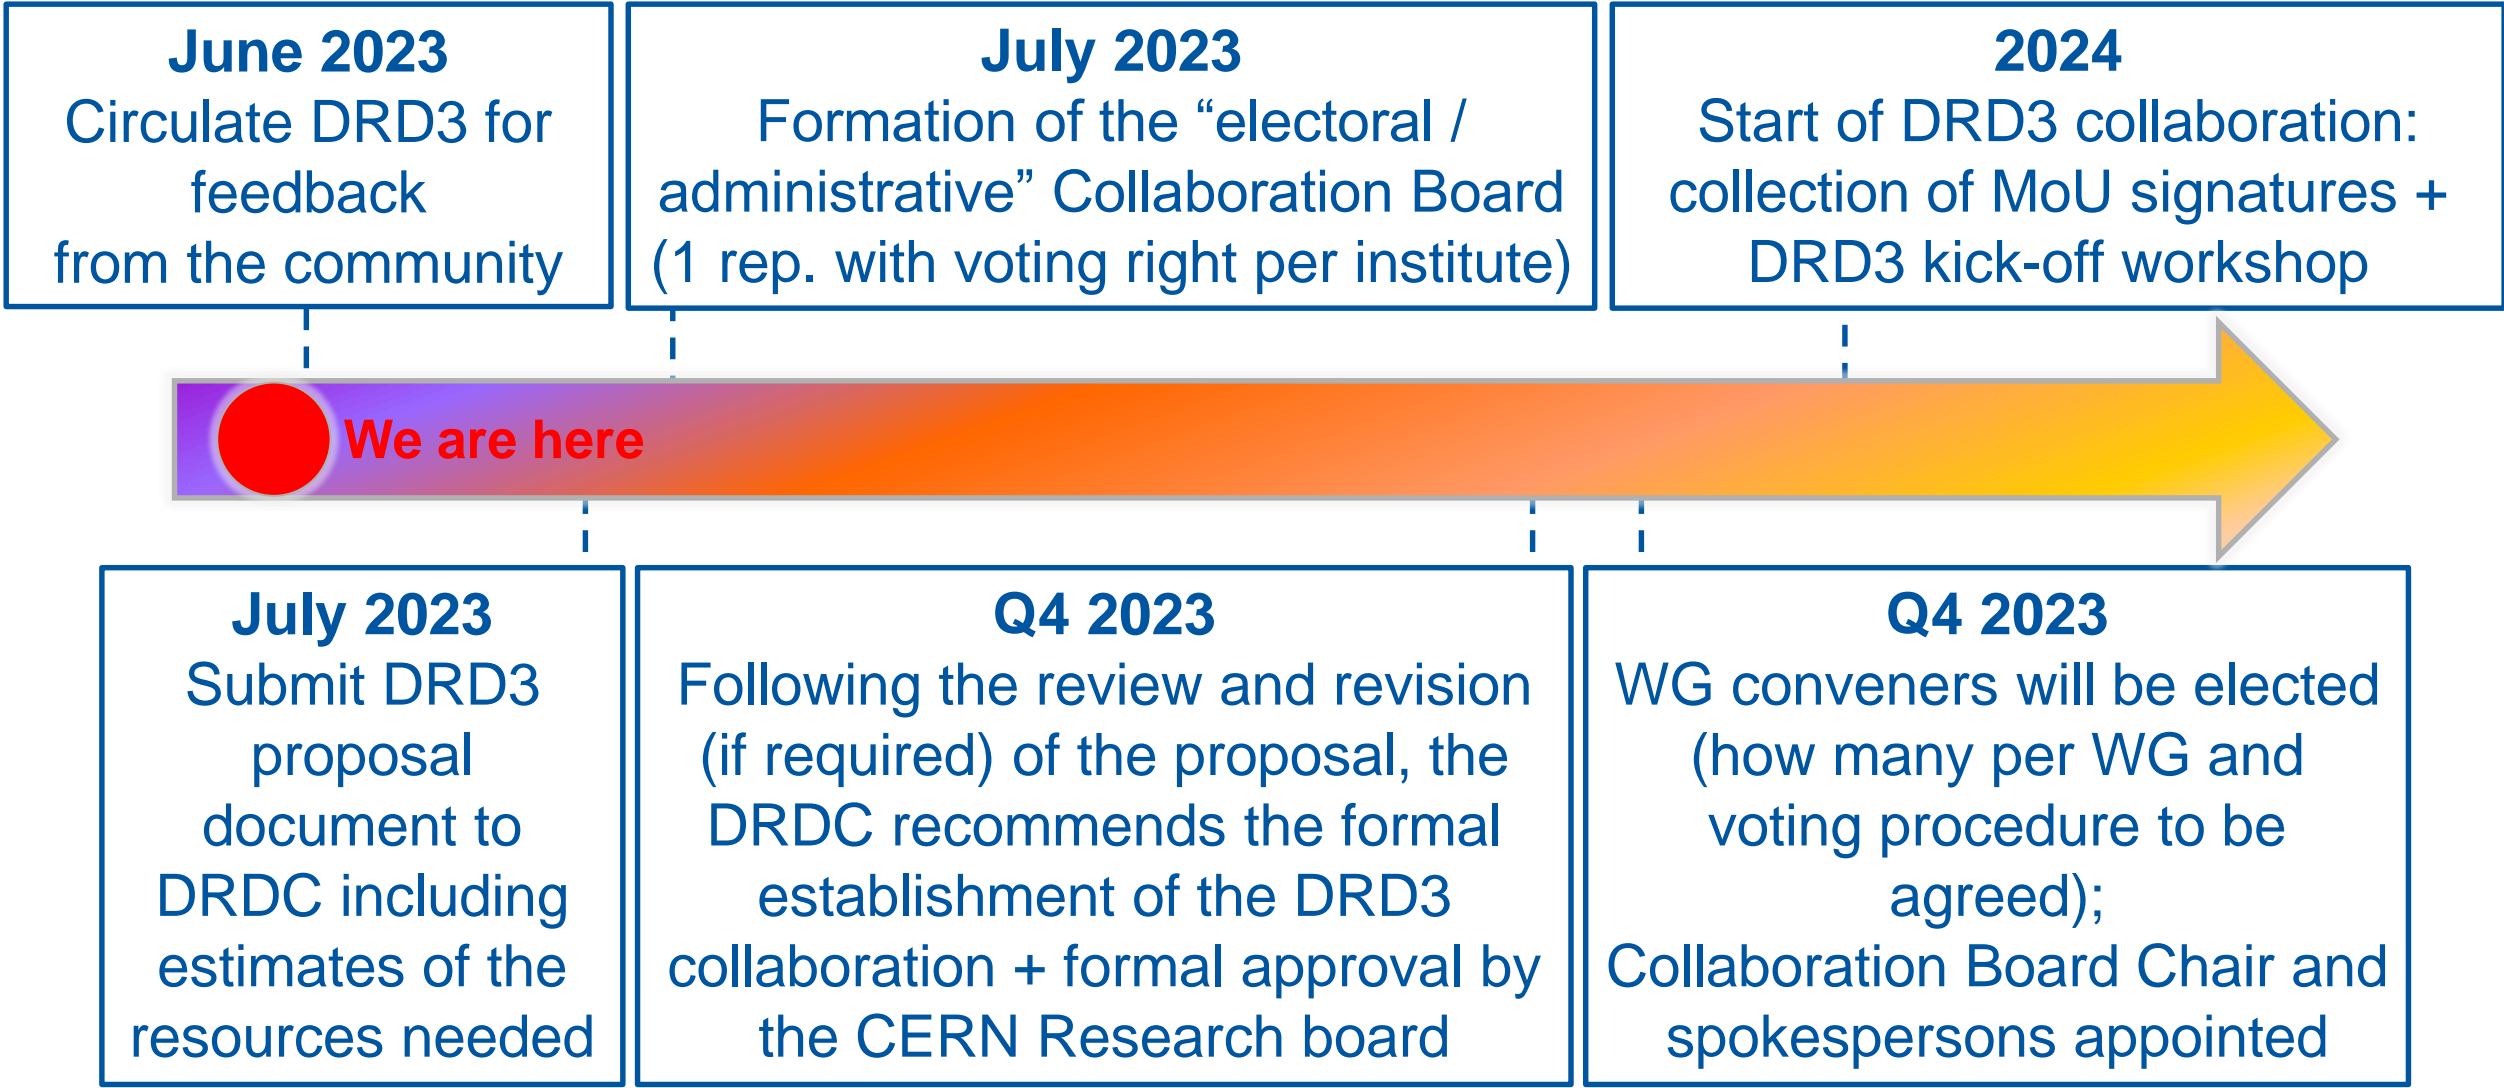 June 2023
Circulate DRD3 for
feedback
from the community
July 2023
Formation of the “electoral /
administrative” Collaboration Board
(1 rep. with voting right per institute)
2024
Start of DRD3 collaboration:
collection of MoU signatures +
DRD3 kick-off workshop
We are here
July 2023
Submit DRD3
proposal
document to
DRDC including
estimates of the
resources needed
Q4 2023
Following the review and revision
(if required) of the proposal, the
DRDC recommends the formal
establishment of the DRD3
collaboration + formal approval by
the CERN Research board
Q4 2023
WG conveners will be elected
(how many per WG and
voting procedure to be
agreed);
Collaboration Board Chair and
spokespersons appointed